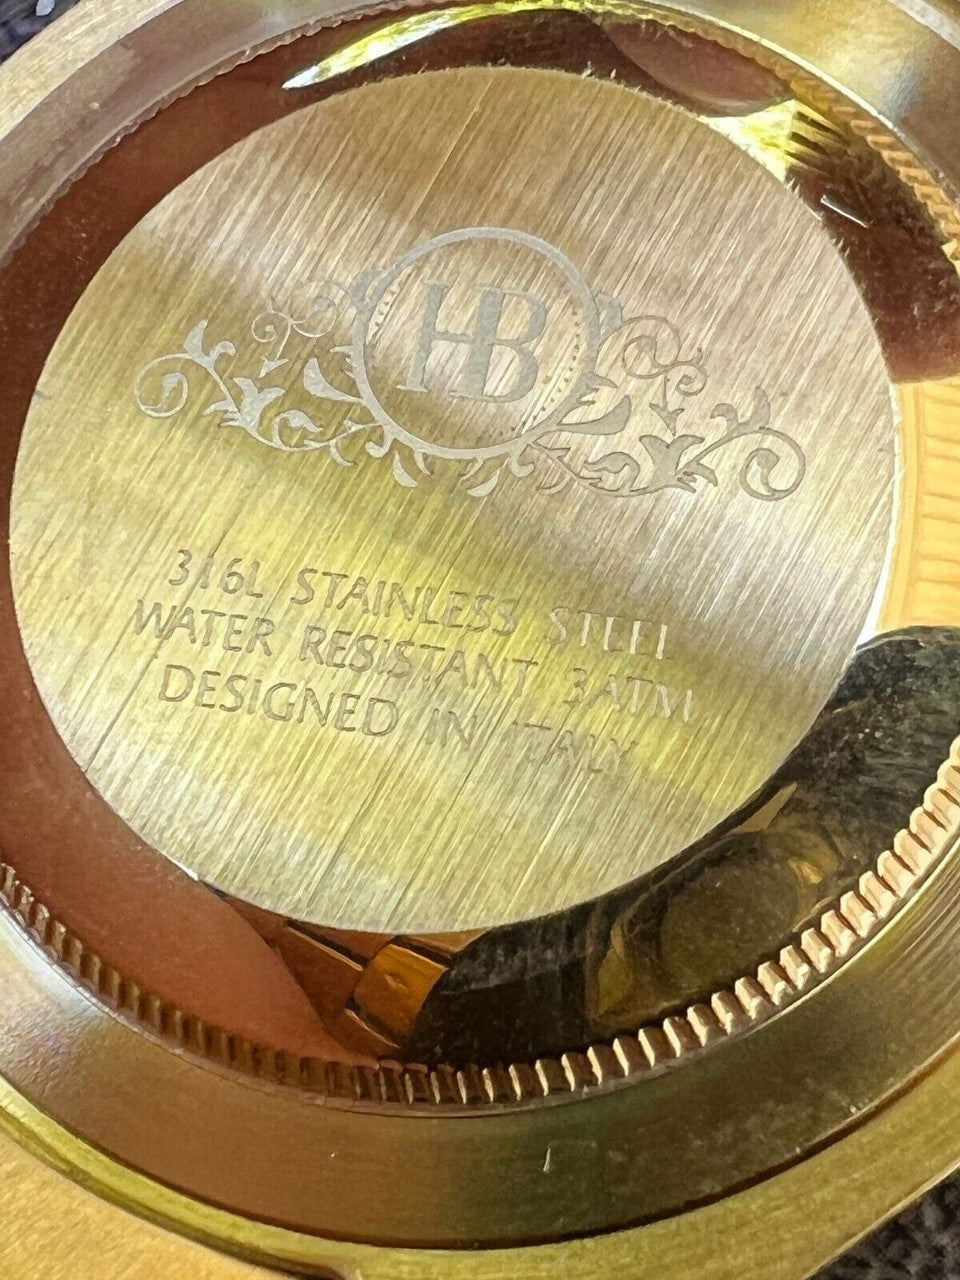 HB
316L STAINLESS STEEL
WATER RESISTANT 3ATM
DESIGNED IN ITALY